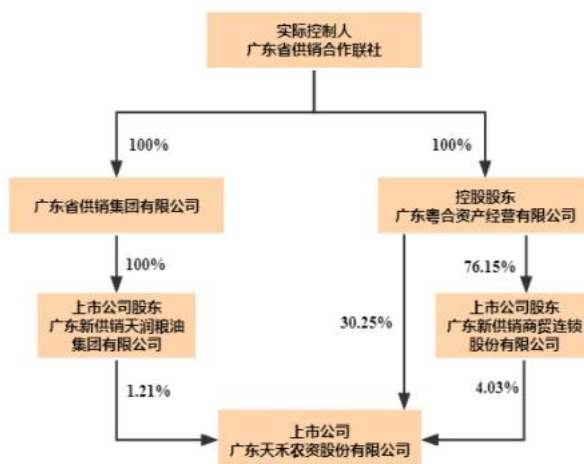 实际控制人
广东省供销合作联社
100%
100%
广东省供销集团有限公司
控股股东
广东粤合资产经营有限公司
100%
76.15%
上市公司股东
广东新供销天润粮油
集团有限公司
30.25%
上市公司股东
广东新供销商贸连锁
股份有限公司
1.21%
4.03%
上市公司
广东天禾农资股份有限公司